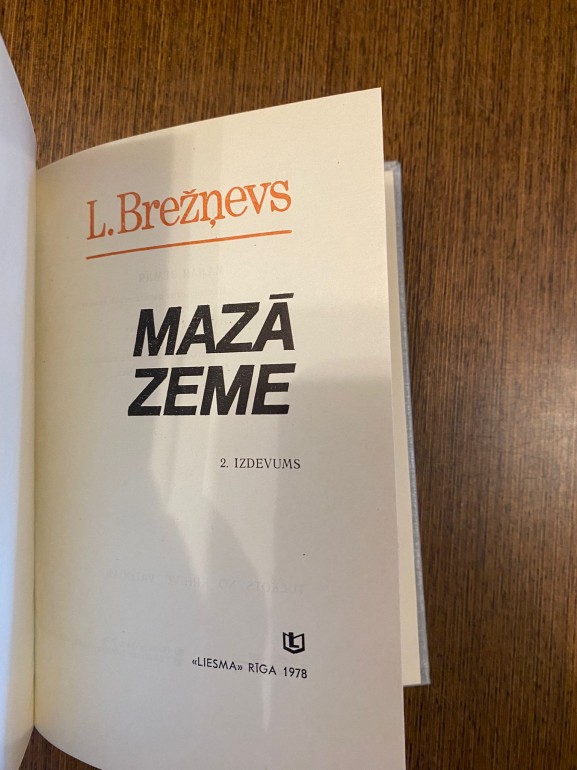 L. Brežņevs
MAZĀ
ZEME
2. IZDEVUMS
«LIESMA» RĪGA 1978